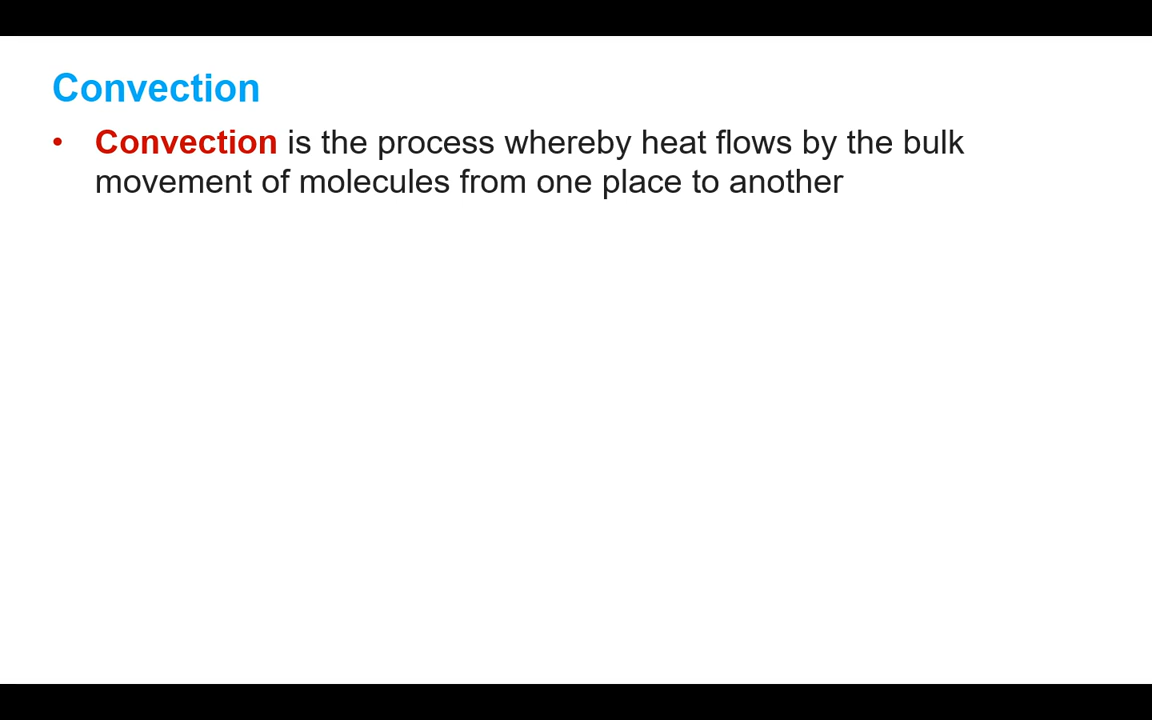 Convection
• Convection is the process whereby heat flows by the bulk
movement of molecules from one place to another